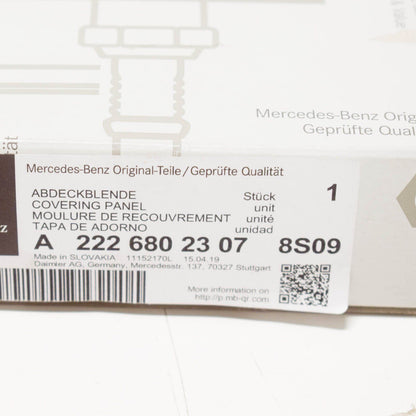 Mercedes-Benz Orig
Geprüfte Qual
ität
Mercedes-Benz Original-Teile/Geprüfte Qualität
ABDECKBLENDE Stück 1
COVERING PANEL unit
MOULURE DE RECOUVREMENT unité
TAPA DE ADORNO unidad
z
A 222 680 23 07 8S09
Made in SLOVAKIA 11152170L 15.04.19
Daimler AG, Germany, Mercedesstr. 137, 70327 Stuttgart
More information on
http://p.mb-qr.com